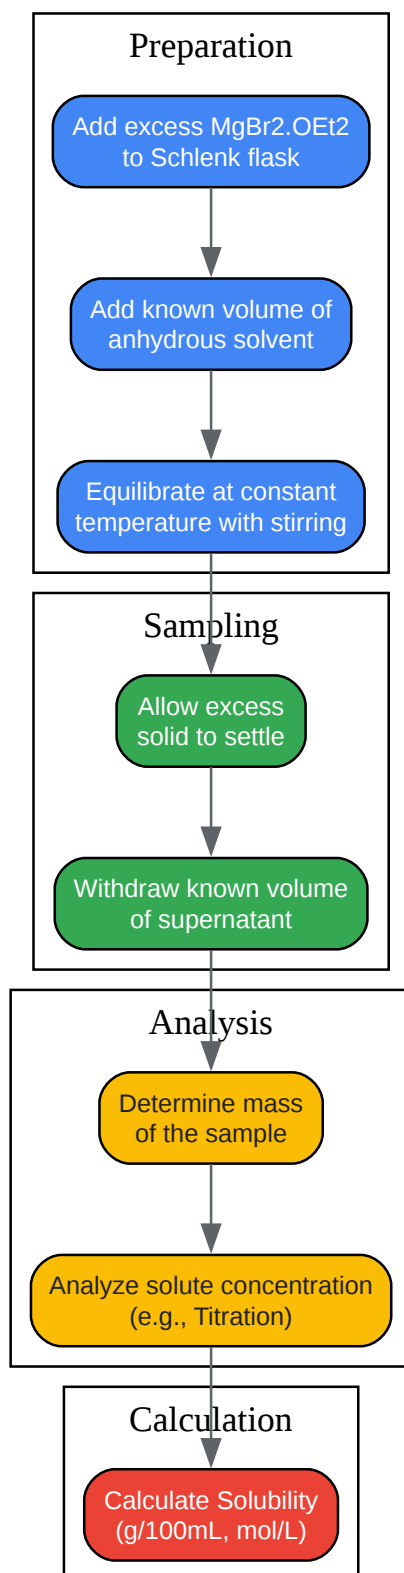 Preparation
Add excess MgBr2.OEt2
to Schlenk flask
Add known volume of
anhydrous solvent
Equilibrate at constant
temperature with stirring
Sampling
Allow excess
solid to settle
Withdraw known volume
of supernatant
Analysis
Determine mass
of the sample
Analyze solute concentration
(e.g., Titration)
Calculation
Calculate Solubility
(g/100mL, mol/L)